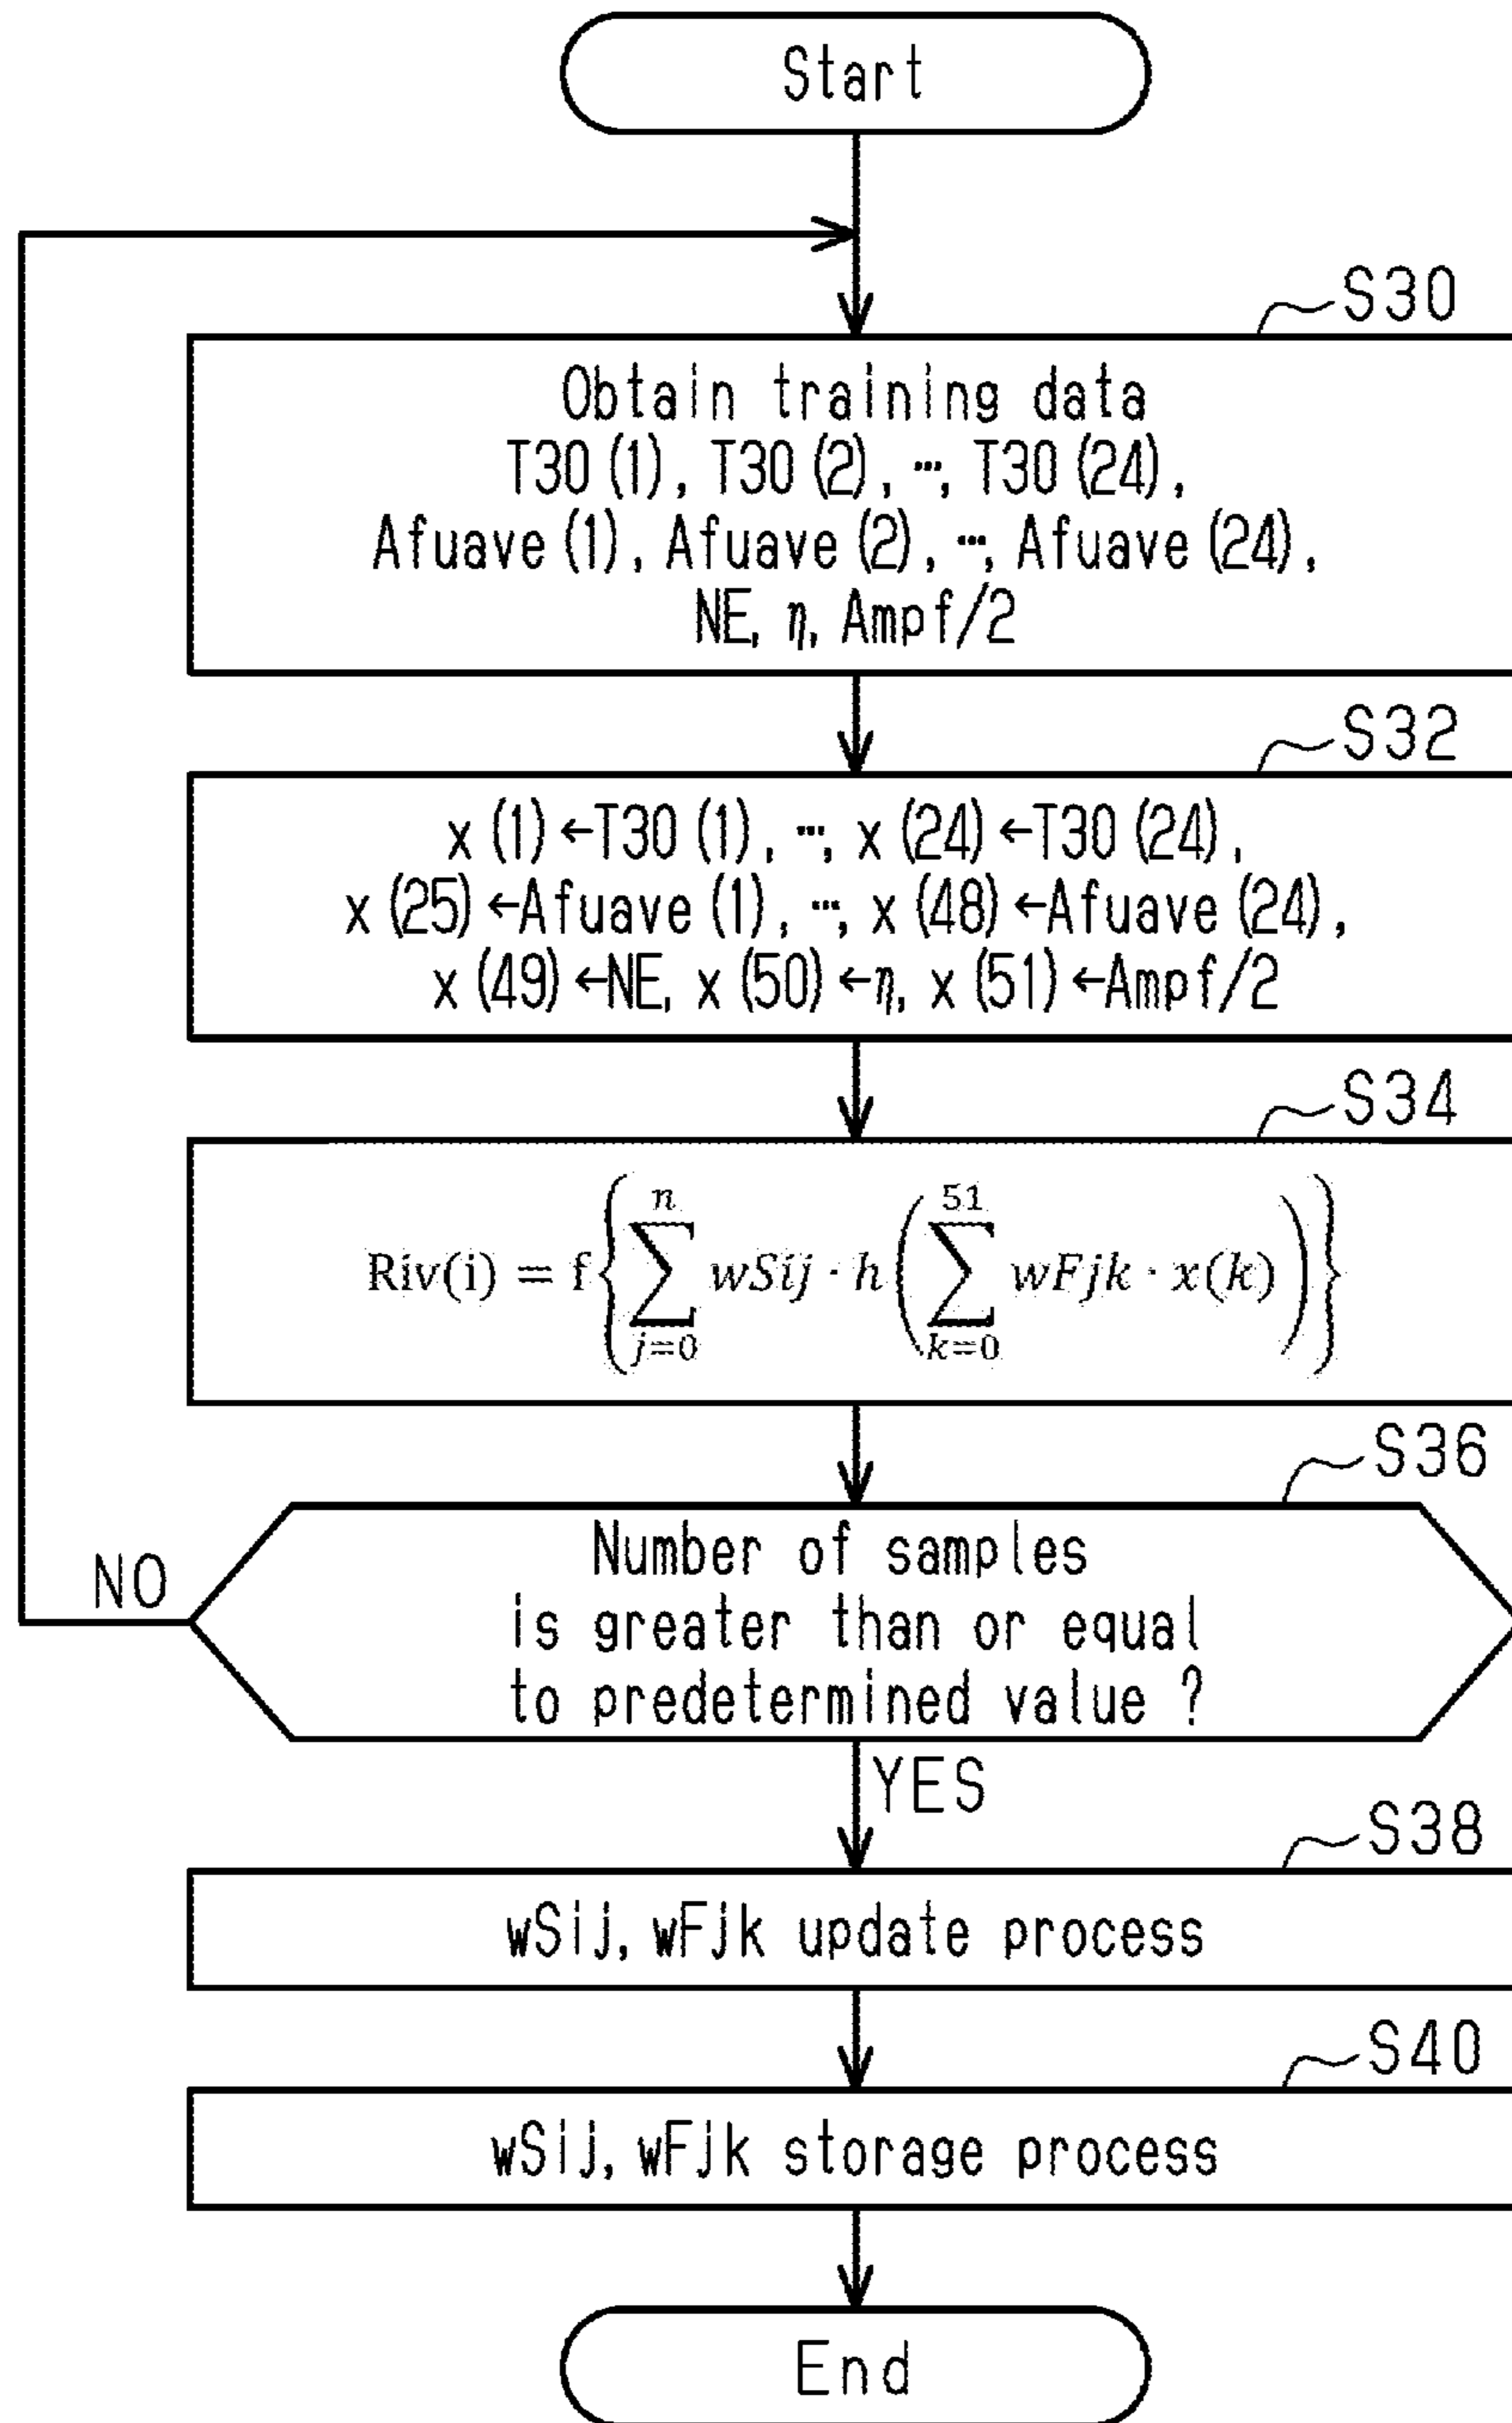 Start
S30
Obtain training data
T30 (1), T30 (2), …, T30 (24),
Afuave (1), Afuave (2), …, Afuave (24),
NE, η, Ampf/2
S32
x (1) ←T30 (1), …, x (24) ←T30 (24),
x (25) ←Afuave (1), …, x (48) ←Afuave (24),
x (49) ←NE, x (50) ←η, x (51) ←Ampf/2
S34
Riv(i) = f{∑_{j=0}^{n} wSij · h(∑_{k=0}^{51} wFjk · x(k))}
S36
Number of samples
is greater than or equal
to predetermined value ?
NO
YES
S38
wSij, wFjk update process
S40
wSij, wFjk storage process
End